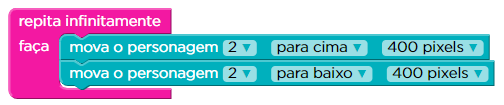 repita infinitamente
faça mova o personagem 2 ▼ para cima ▼ 400 pixels ▼
mova o personagem 2 ▼ para baixo ▼ 400 pixels ▼